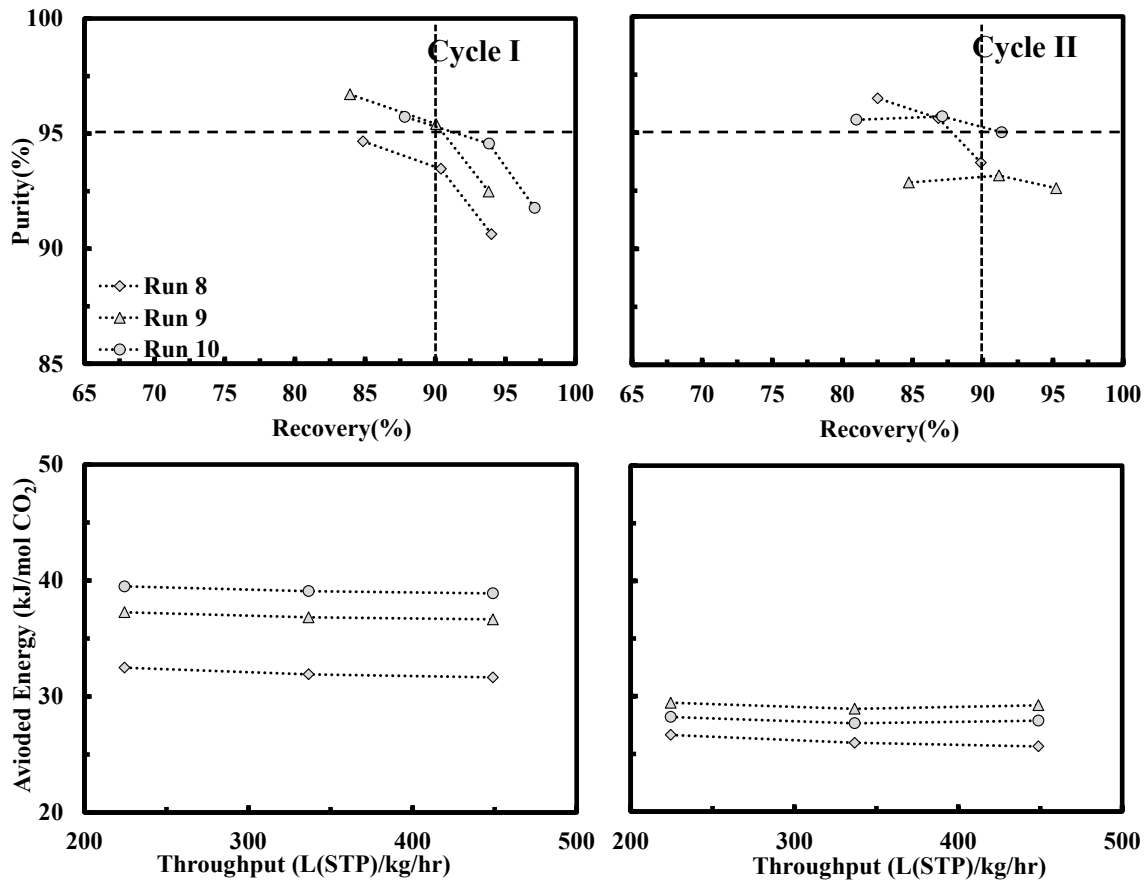 100
95
90
85
Purity(%)
Cycle I
Run 8
Run 9
Run 10
65 70 75 80 85 90 95 100
Recovery(%)
Cycle II
65 70 75 80 85 90 95 100
Recovery(%)
50
40
30
20
Avioded Energy (kJ/mol CO₂)
200 300 400 500
Throughput (L(STP)/kg/hr)
200 300 400 500
Throughput (L(STP)/kg/hr)